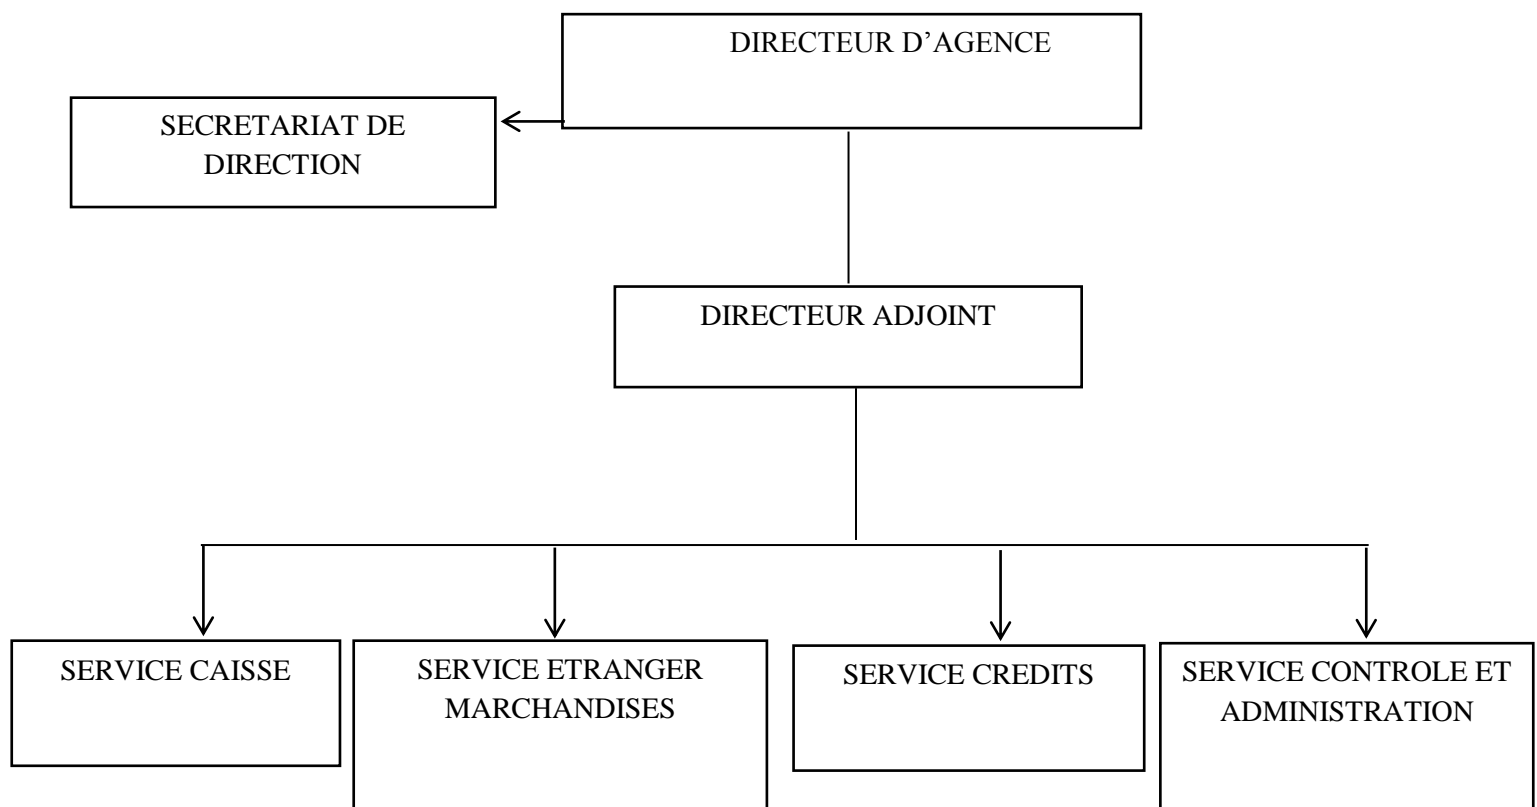 DIRECTEUR D’AGENCE
SECRETARIAT DE
DIRECTION
DIRECTEUR ADJOINT
SERVICE CAISSE
SERVICE ETRANGER
MARCHANDISES
SERVICE CREDITS
SERVICE CONTROLE ET
ADMINISTRATION